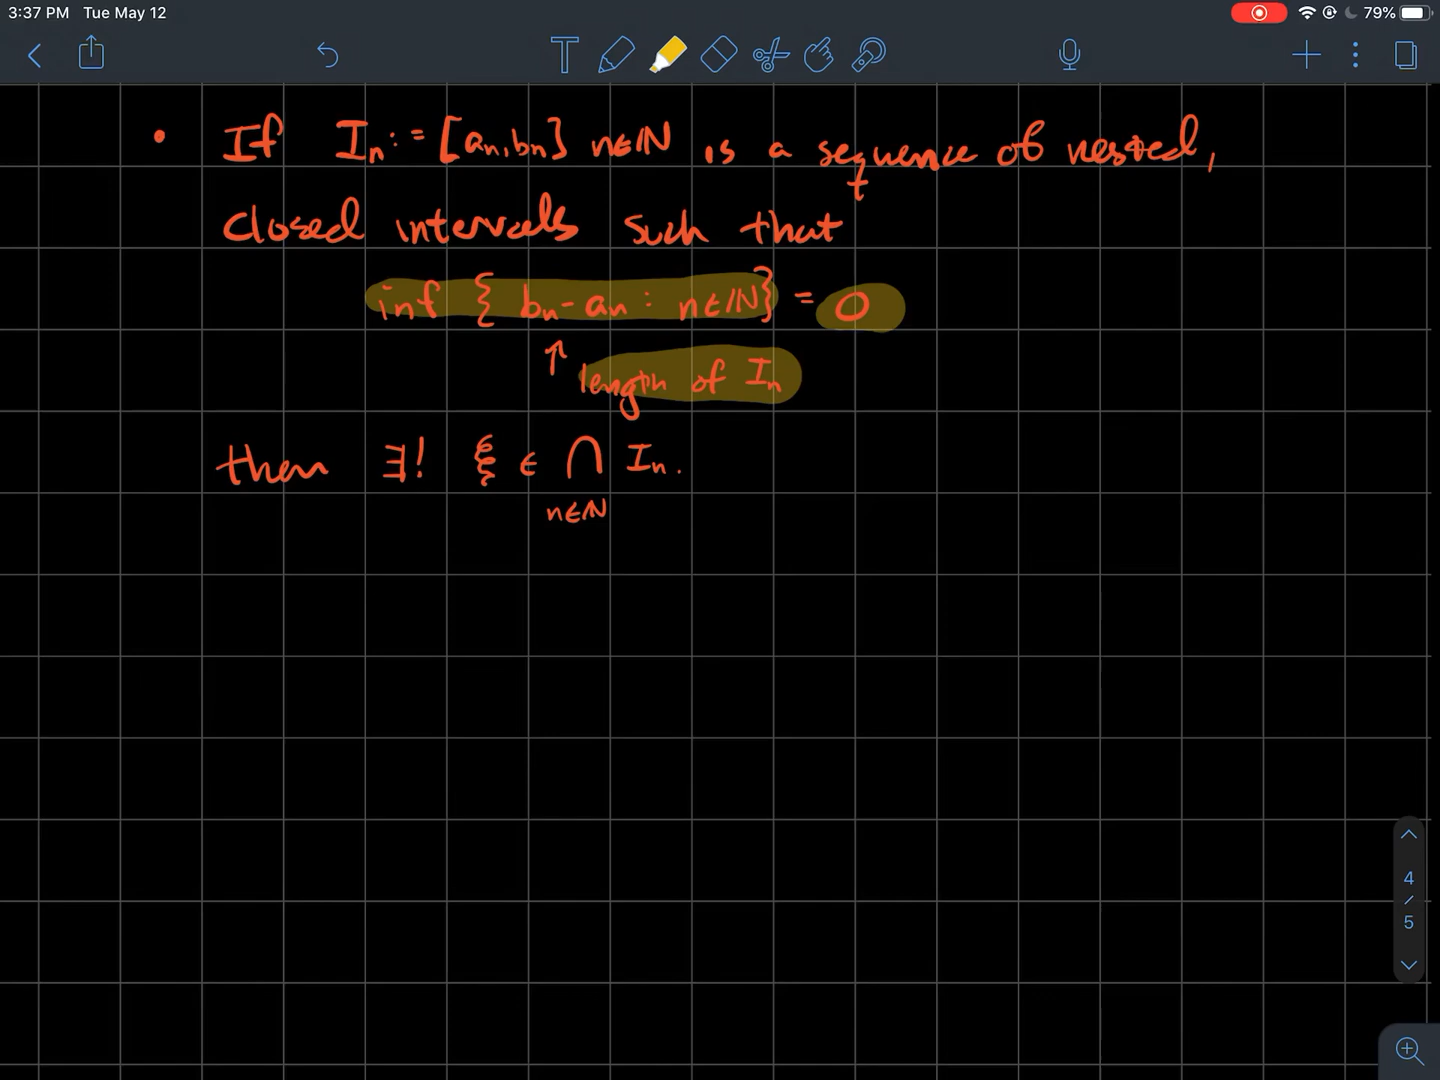 3:37 PM Tue May 12 79%
• If Iₙ := [aₙ, bₙ] n∈ℕ is a sequence of nested,
closed intervals such that
inf { bₙ - aₙ : n∈ℕ} = 0
↑ length of Iₙ
then ∃! ξ ∈ ⋂ Iₙ.
n∈ℕ
4
/
5